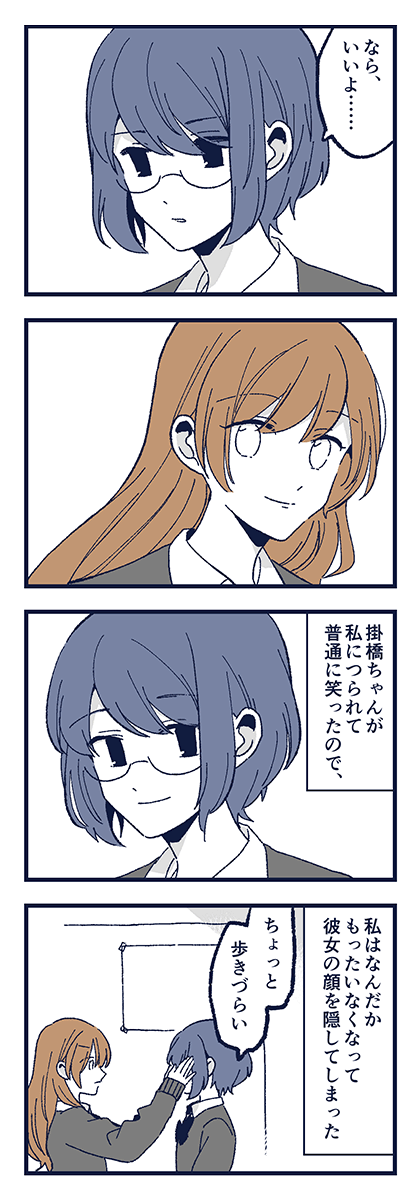 なら、
いいよ……
掛橋ちゃんが
私につられて
普通に笑ったので、
私はなんだか
もったいなくなって
彼女の顔を隠してしまった
ちょっと
歩きづらい